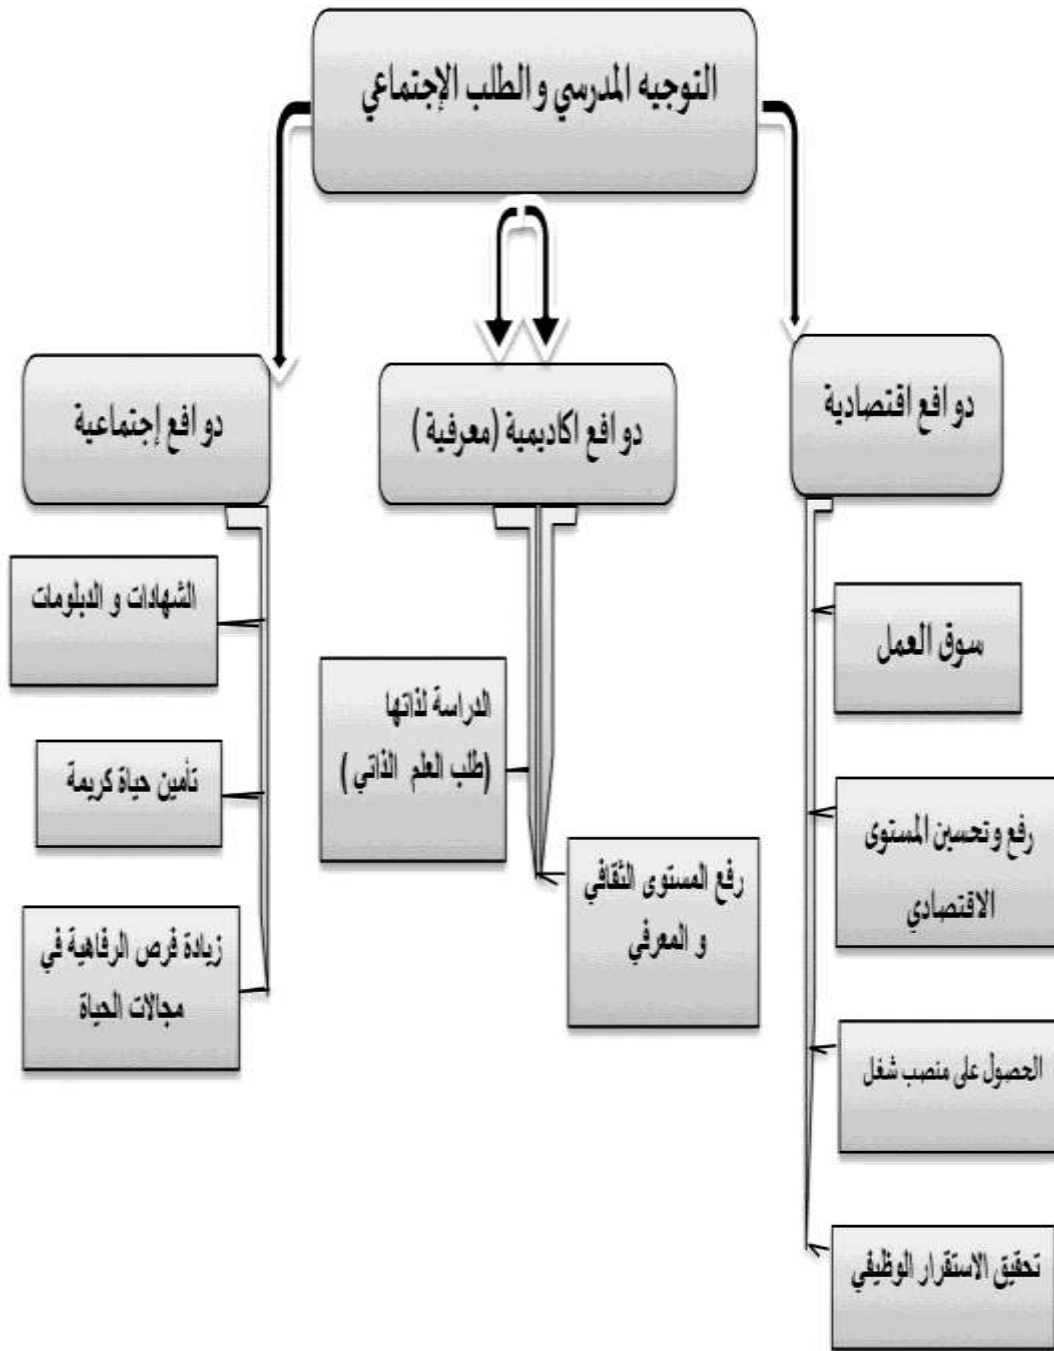 التوجيه المدرسي و الطلب الإجتماعي
دوافع اقتصادية
دوافع اكاديمية (معرفية )
دوافع إجتماعية
سوق العمل
رفع وتحسين المستوى
الاقتصادي
الحصول على منصب شغل
تحقيق الاستقرار الوظيفي
الدراسة لذاتها
(طلب العلم الذاتي )
رفع المستوى الثقافي
و المعرفي
الشهادات و الدبلومات
تأمين حياة كريمة
زيادة فرص الرفاهية في
مجالات الحياة